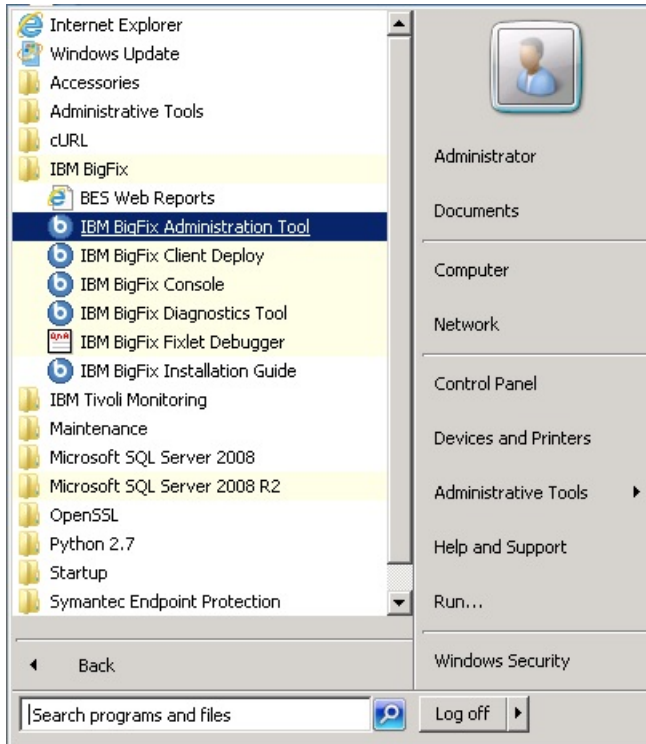 Internet Explorer
Windows Update
Accessories
Administrative Tools
cURL
IBM BigFix
BES Web Reports
IBM BigFix Administration Tool
IBM BigFix Client Deploy
IBM BigFix Console
IBM BigFix Diagnostics Tool
QnA
IBM BigFix Fixlet Debugger
IBM BigFix Installation Guide
IBM Tivoli Monitoring
Maintenance
Microsoft SQL Server 2008
Microsoft SQL Server 2008 R2
OpenSSL
Python 2.7
Startup
Symantec Endpoint Protection
Back
Search programs and files
Administrator
Documents
Computer
Network
Control Panel
Devices and Printers
Administrative Tools
Help and Support
Run...
Windows Security
Log off